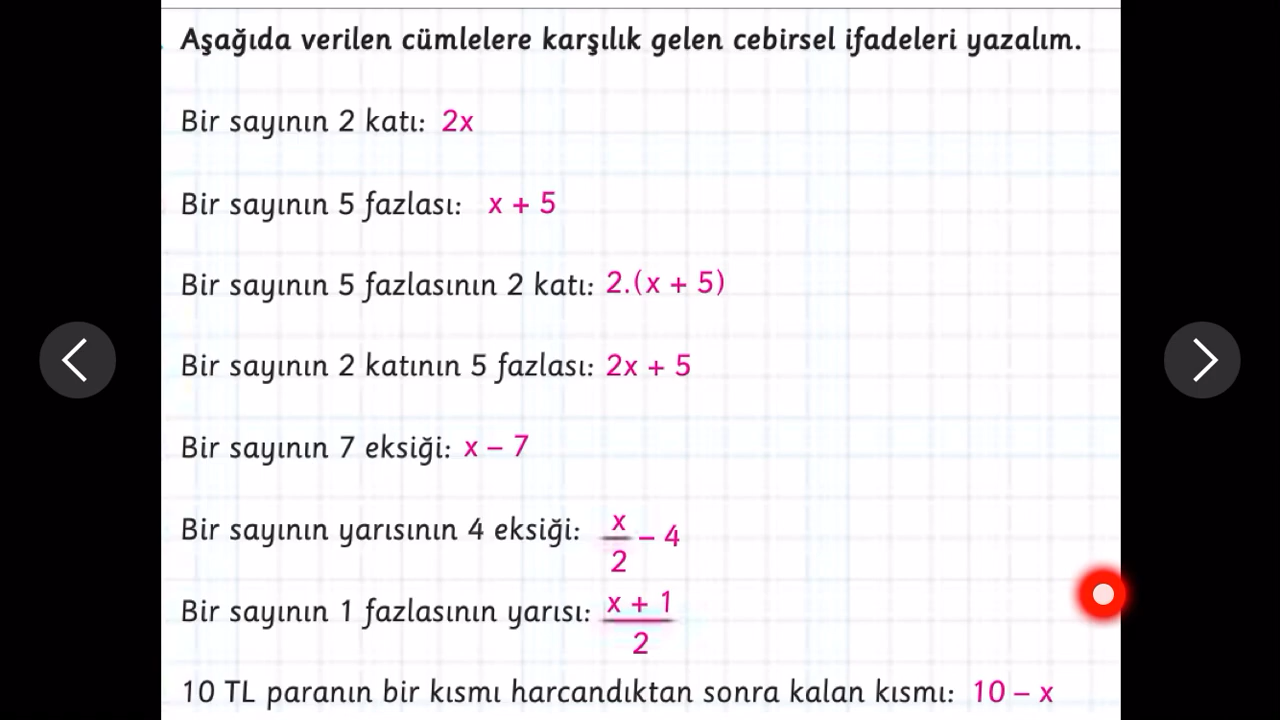 Aşağıda verilen cümlelere karşılık gelen cebirsel ifadeleri yazalım.
Bir sayının 2 katı: 2x
Bir sayının 5 fazlası: x + 5
Bir sayının 5 fazlasının 2 katı: 2.(x + 5)
Bir sayının 2 katının 5 fazlası: 2x + 5
Bir sayının 7 eksiği: x – 7
Bir sayının yarısının 4 eksiği: x/2 – 4
Bir sayının 1 fazlasının yarısı: (x + 1)/2
10 TL paranın bir kısmı harcandıktan sonra kalan kısmı: 10 – x